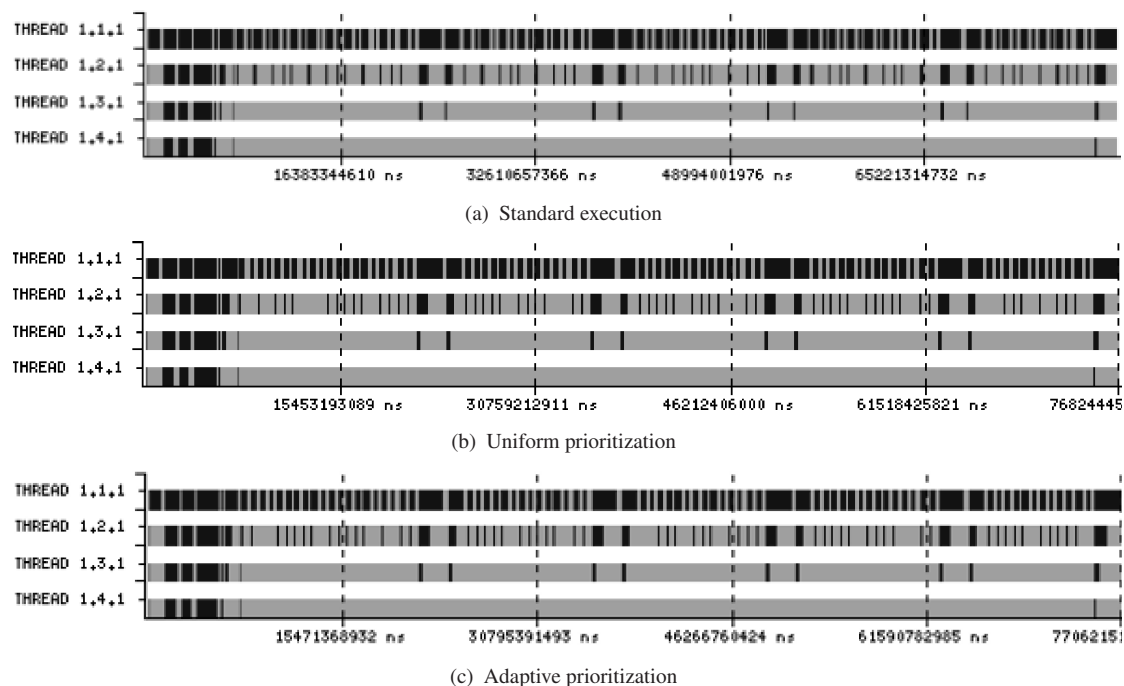 THREAD 1.1.1
THREAD 1.2.1
THREAD 1.3.1
THREAD 1.4.1
16383344610 ns 32610657366 ns 48994001976 ns 65221314732 ns
(a) Standard execution
THREAD 1.1.1
THREAD 1.2.1
THREAD 1.3.1
THREAD 1.4.1
15453193089 ns 30759212911 ns 46212406000 ns 61518425821 ns 76824445
(b) Uniform prioritization
THREAD 1.1.1
THREAD 1.2.1
THREAD 1.3.1
THREAD 1.4.1
15471368932 ns 30795391493 ns 46266760424 ns 61590782985 ns 77062151
(c) Adaptive prioritization